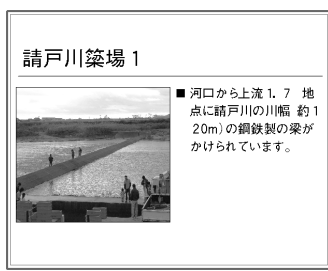 請戸川簗場1
■ 河口から上流1.7 地
点に請戸川の川幅 約1
20m)の鋼鉄製の梁が
かけられています。